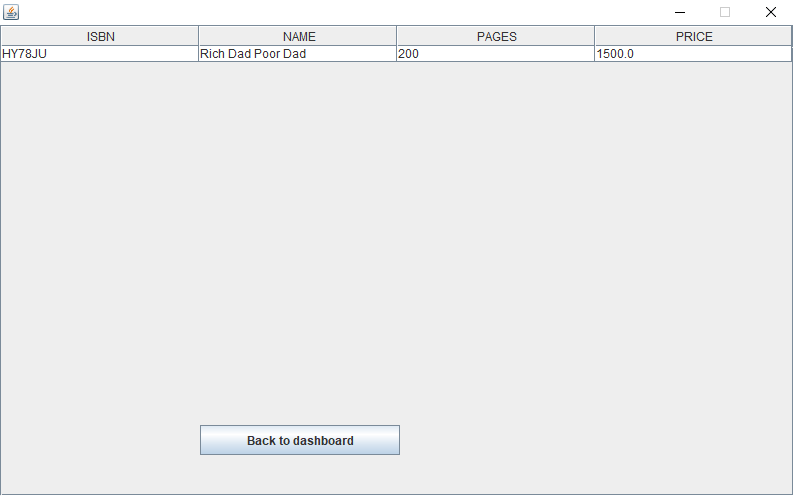 ISBN NAME PAGES PRICE
HY78JU Rich Dad Poor Dad 200 1500.0
Back to dashboard